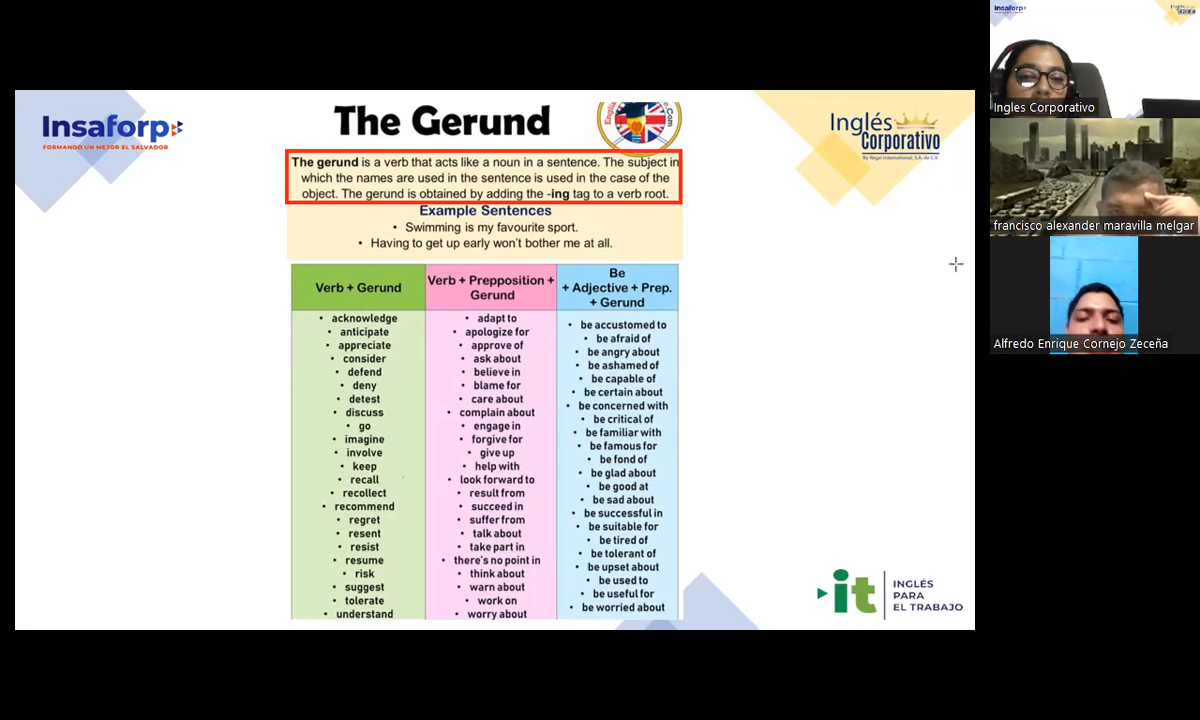 Insaforp
FORMANDO UN MEJOR EL SALVADOR
The Gerund
Inglés
Corporativo
By Regal International, S.A. de C.V.
The gerund is a verb that acts like a noun in a sentence. The subject in
which the names are used in the sentence is used in the case of the
object. The gerund is obtained by adding the -ing tag to a verb root.
Example Sentences
• Swimming is my favourite sport.
• Having to get up early won't bother me at all.
Verb + Gerund
• acknowledge
• anticipate
• appreciate
• consider
• defend
• deny
• detest
• discuss
• go
• imagine
• involve
• keep
• recall
• recollect
• recommend
• regret
• resent
• resist
• resume
• risk
• suggest
• tolerate
• understand
Verb + Prepposition +
Gerund
• adapt to
• apologize for
• approve of
• ask about
• believe in
• blame for
• care about
• complain about
• engage in
• forgive for
• give up
• help with
• look forward to
• result from
• succeed in
• suffer from
• talk about
• take part in
• there's no point in
• think about
• warn about
• work on
• worry about
Be
+ Adjective + Prep.
+ Gerund
• be accustomed to
• be afraid of
• be angry about
• be ashamed of
• be capable of
• be certain about
• be concerned with
• be critical of
• be familiar with
• be famous for
• be fond of
• be glad about
• be good at
• be sad about
• be successful in
• be suitable for
• be tired of
• be tolerant of
• be upset about
• be used to
• be useful for
• be worried about
it
INGLÉS
PARA
EL TRABAJO
Insaforp
Ingles Corporativo
francisco alexander maravilla melgar
Alfredo Enrique Cornejo Zeceña